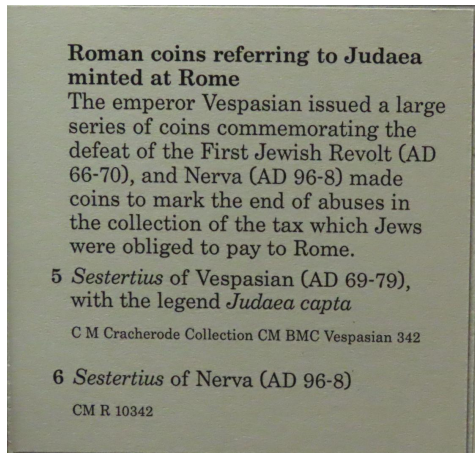 Roman coins referring to Judaea
minted at Rome
The emperor Vespasian issued a large
series of coins commemorating the
defeat of the First Jewish Revolt (AD
66-70), and Nerva (AD 96-8) made
coins to mark the end of abuses in
the collection of the tax which Jews
were obliged to pay to Rome.
5 Sestertius of Vespasian (AD 69-79),
with the legend Judaea capta
C M Cracherode Collection CM BMC Vespasian 342
6 Sestertius of Nerva (AD 96-8)
CM R 10342